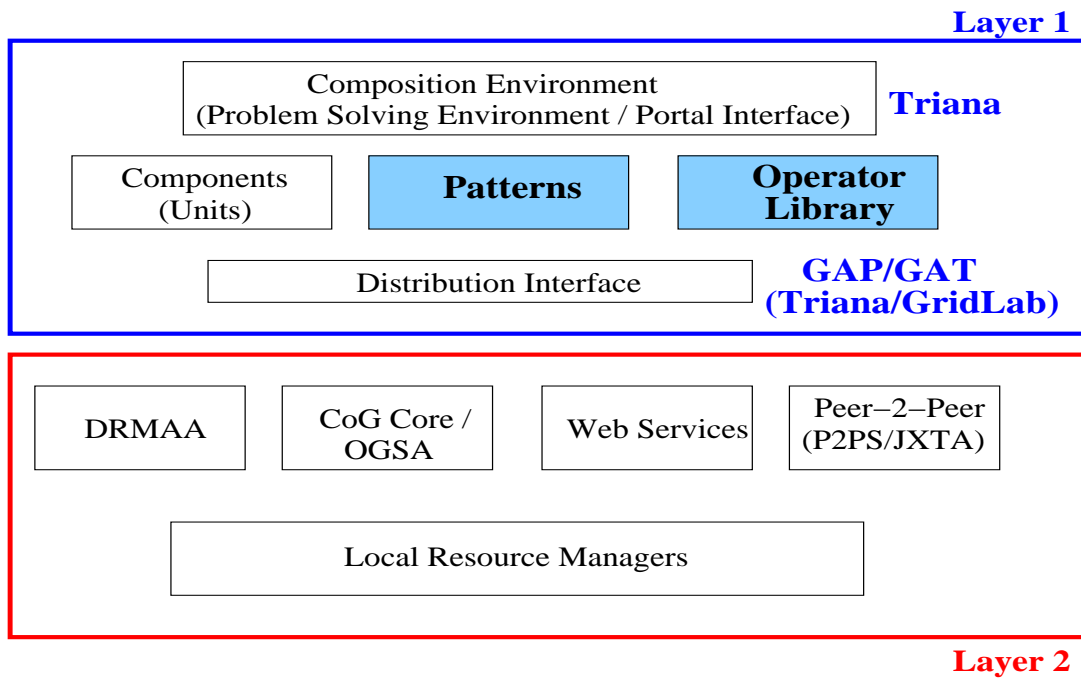 Layer 1
Composition Environment
(Problem Solving Environment / Portal Interface)
Triana
Components
(Units)
Patterns
Operator
Library
Distribution Interface
GAP/GAT
(Triana/GridLab)
DRMAA
CoG Core /
OGSA
Web Services
Peer−2−Peer
(P2PS/JXTA)
Local Resource Managers
Layer 2